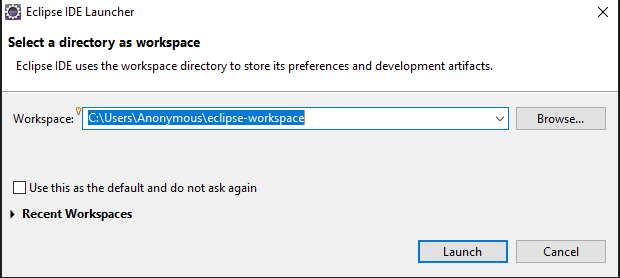 Eclipse IDE Launcher
Select a directory as workspace
Eclipse IDE uses the workspace directory to store its preferences and development artifacts.
Workspace: C:\Users\Anonymous\eclipse-workspace Browse...
Use this as the default and do not ask again
Recent Workspaces
Launch Cancel